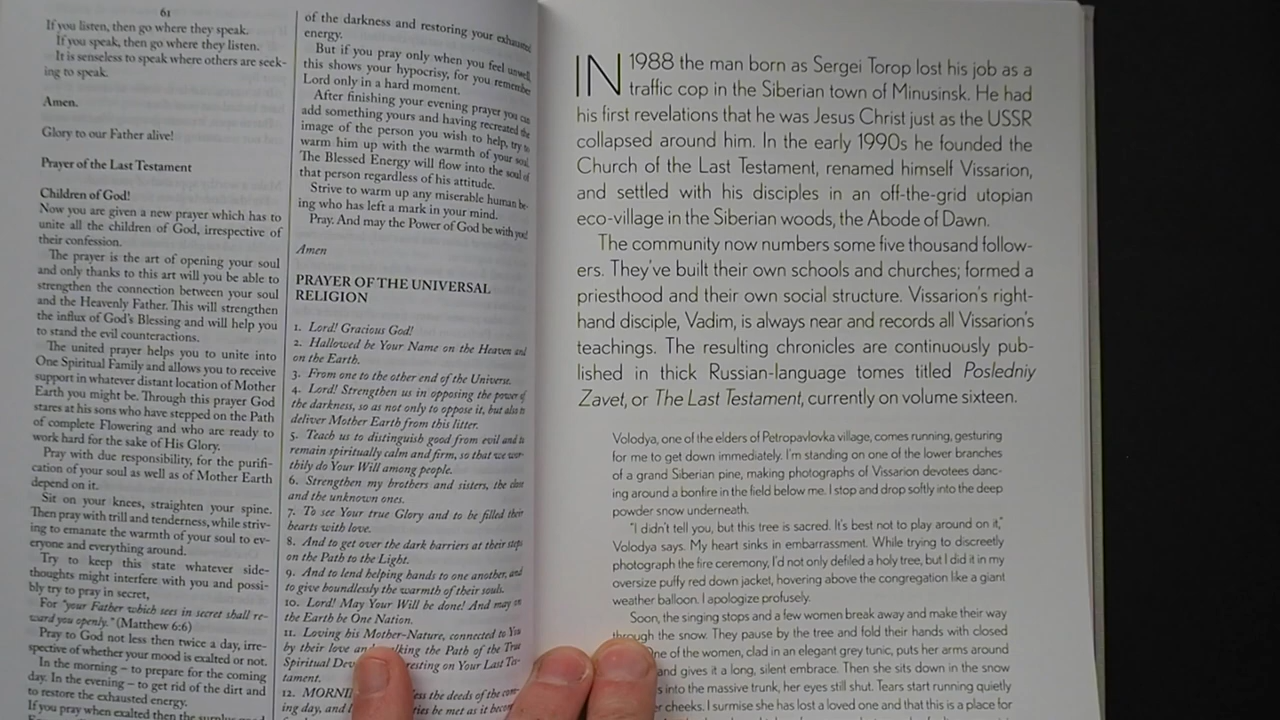 61
If you listen, then go where they speak.
If you speak, then go where they listen.
It is senseless to speak where others are seek-
ing to speak.
Amen.
Glory to our Father alive!
Prayer of the Last Testament
Children of God!
Now you are given a new prayer which has to
unite all the children of God, irrespective of
their confession.
The prayer is the art of opening your soul
and only thanks to this art will you be able to
strengthen the connection between your soul
and the Heavenly Father. This will strengthen
the influx of God's Blessing and will help you
to stand the evil counteractions.
The united prayer helps you to unite into
One Spiritual Family and allows you to receive
support in whatever distant location of Mother
Earth you might be. Through this prayer God
stares at his sons who have stepped on the Path
of complete Flowering and who are ready to
work hard for the sake of His Glory.
Pray with due responsibility, for the purifi-
cation of your soul as well as of Mother Earth
depend on it.
Sit on your knees, straighten your spine.
Then pray with trill and tenderness, while striv-
ing to emanate the warmth of your soul to ev-
eryone and everything around.
Try to keep this state whatever side-
thoughts might interfere with you and possi-
bly try to pray in secret,
For "your Father which sees in secret shall re-
ward you openly." (Matthew 6:6)
Pray to God not less then twice a day, irre-
spective of whether your mood is exalted or not.
In the morning – to prepare for the coming
day. In the evening – to get rid of the dirt and
to restore the exhausted energy.
If you pray when exalted then the surplus
of the darkness and restoring your exhausted
energy.
But if you pray only when you feel unwell,
this shows your hypocrisy, for you remember
Lord only in a hard moment.
After finishing your evening prayer you can
add something yours and having recreated the
image of the person you wish to help, try to
warm him up with the warmth of your soul.
The Blessed Energy will flow into the soul of
that person regardless of his attitude.
Strive to warm up any miserable human be-
ing who has left a mark in your mind.
Pray. And may the Power of God be with you!
Amen
PRAYER OF THE UNIVERSAL
RELIGION
1. Lord! Gracious God!
2. Hallowed be Your Name on the Heaven and
on the Earth.
3. From one to the other end of the Universe.
4. Lord! Strengthen us in opposing the power of
the darkness, so as not only to oppose it, but also to
deliver Mother Earth from this litter.
5. Teach us to distinguish good from evil and to
remain spiritually calm and firm, so that we wor-
thily do Your Will among people.
6. Strengthen my brothers and sisters, the close
and the unknown ones.
7. To see Your true Glory and to be filled their
hearts with love.
8. And to get over the dark barriers at their steps
on the Path to the Light.
9. And to lend helping hands to one another, and
to give boundlessly the warmth of their souls.
10. Lord! May Your Will be done! And may on
the Earth be One Nation.
11. Loving his Mother-Nature, connected to You
by their love and walking the Path of the True
Spiritual resting on Your Last Tes-
tament.
12. the deeds of the com-
ing day, and be met as it
IN 1988 the man born as Sergei Torop lost his job as a
traffic cop in the Siberian town of Minusinsk. He had
his first revelations that he was Jesus Christ just as the USSR
collapsed around him. In the early 1990s he founded the
Church of the Last Testament, renamed himself Vissarion,
and settled with his disciples in an off-the-grid utopian
eco-village in the Siberian woods, the Abode of Dawn.
The community now numbers some five thousand follow-
ers. They've built their own schools and churches; formed a
priesthood and their own social structure. Vissarion's right-
hand disciple, Vadim, is always near and records all Vissarion's
teachings. The resulting chronicles are continuously pub-
lished in thick Russian-language tomes titled Posledniy
Zavet, or The Last Testament, currently on volume sixteen.
Volodya, one of the elders of Petropavlovka village, comes running, gesturing
for me to get down immediately. I'm standing on one of the lower branches
of a grand Siberian pine, making photographs of Vissarion devotees danc-
ing around a bonfire in the field below me. I stop and drop softly into the deep
powder snow underneath.
"I didn't tell you, but this tree is sacred. It's best not to play around on it,"
Volodya says. My heart sinks in embarrassment. While trying to discreetly
photograph the fire ceremony, I'd not only defiled a holy tree, but I did it in my
oversize puffy red down jacket, hovering above the congregation like a giant
weather balloon. I apologize profusely.
Soon, the singing stops and a few women break away and make their way
through the snow. They pause by the tree and fold their hands with closed
One of the women, clad in an elegant grey tunic, puts her arms around
and gives it a long, silent embrace. Then she sits down in the snow
into the massive trunk, her eyes still shut. Tears start running quietly
cheeks. I surmise she has lost a loved one and that this is a place for